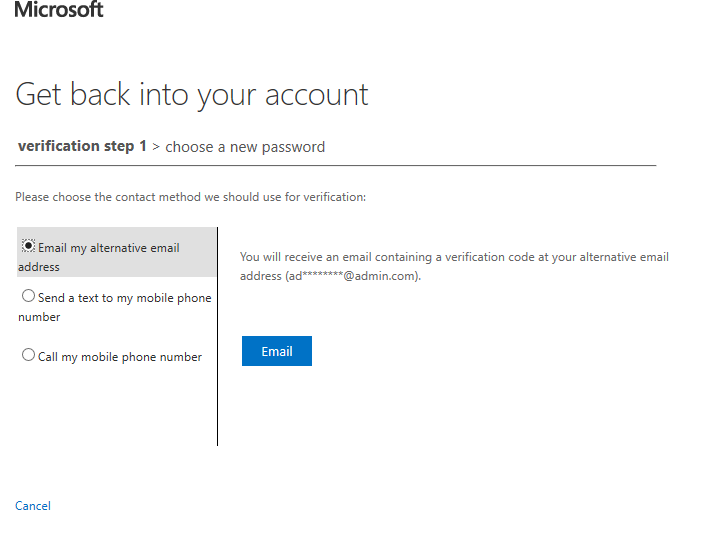 Microsoft
Get back into your account
verification step 1 > choose a new password
Please choose the contact method we should use for verification:
Email my alternative email
address
Send a text to my mobile phone
number
Call my mobile phone number
You will receive an email containing a verification code at your alternative email
address (ad********@admin.com).
Email
Cancel